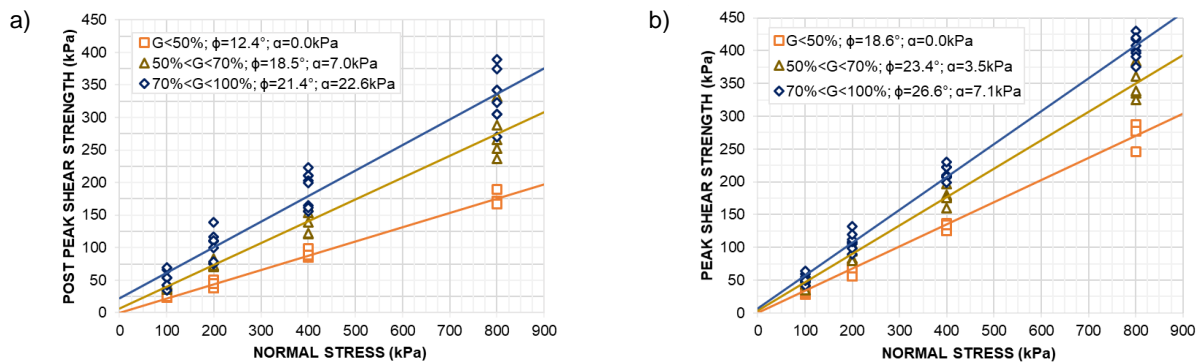 a)
POST PEAK SHEAR STRENGTH (kPa)
450
400
350
300
250
200
150
100
50
0
G<50%; ϕ=12.4°; α=0.0kPa
50%<G<70%; ϕ=18.5°; α=7.0kPa
70%<G<100%; ϕ=21.4°; α=22.6kPa
0 100 200 300 400 500 600 700 800 900
NORMAL STRESS (kPa)
b)
PEAK SHEAR STRENGTH (kPa)
450
400
350
300
250
200
150
100
50
0
G<50%; ϕ=18.6°; α=0.0kPa
50%<G<70%; ϕ=23.4°; α=3.5kPa
70%<G<100%; ϕ=26.6°; α=7.1kPa
0 100 200 300 400 500 600 700 800 900
NORMAL STRESS (kPa)